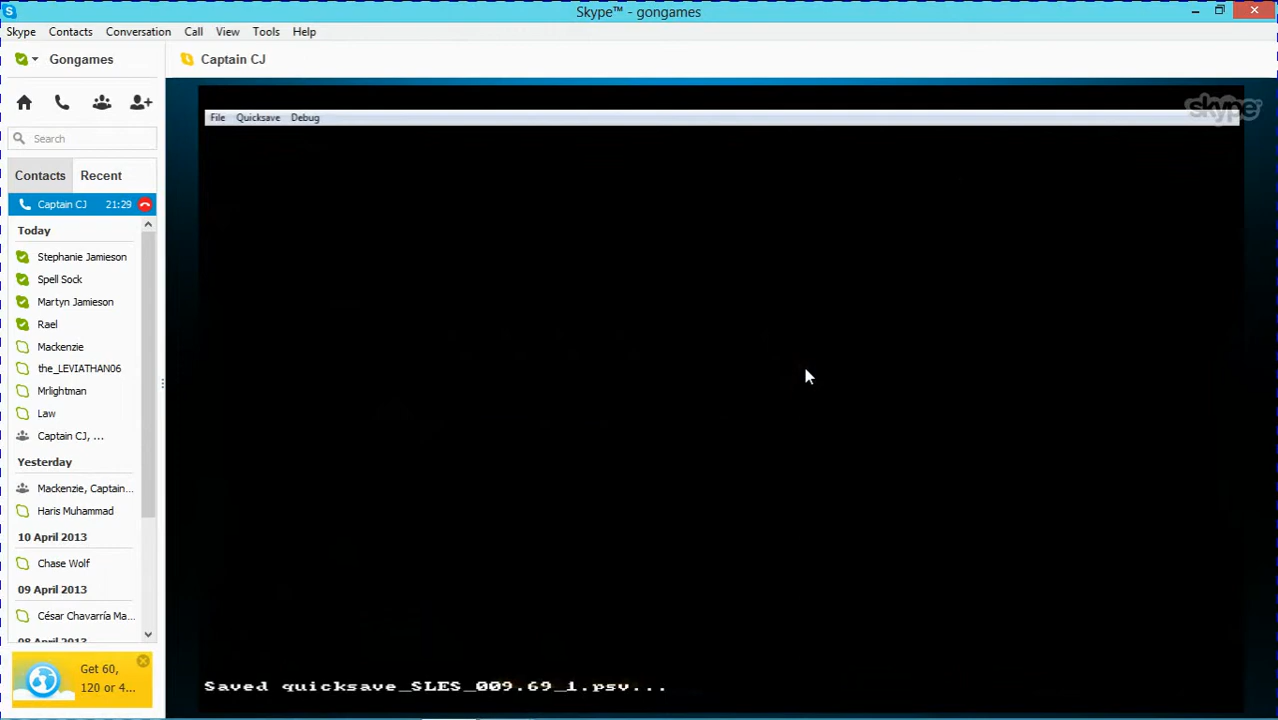 Skype™ - gongames
Skype Contacts Conversation Call View Tools Help
Gongames
Captain CJ
skype
File Quicksave Debug
Search
Contacts Recent
Captain CJ 21:29
Today
Stephanie Jamieson
Spell Sock
Martyn Jamieson
Rael
Mackenzie
the_LEVIATHAN06
Mrlightman
Law
Captain CJ, ...
Yesterday
Mackenzie, Captain...
Haris Muhammad
10 April 2013
Chase Wolf
09 April 2013
César Chavarría Ma...
08 April 2013
Get 60,
120 or 4...
Saved quicksave_SLES_009.69_1.psv...